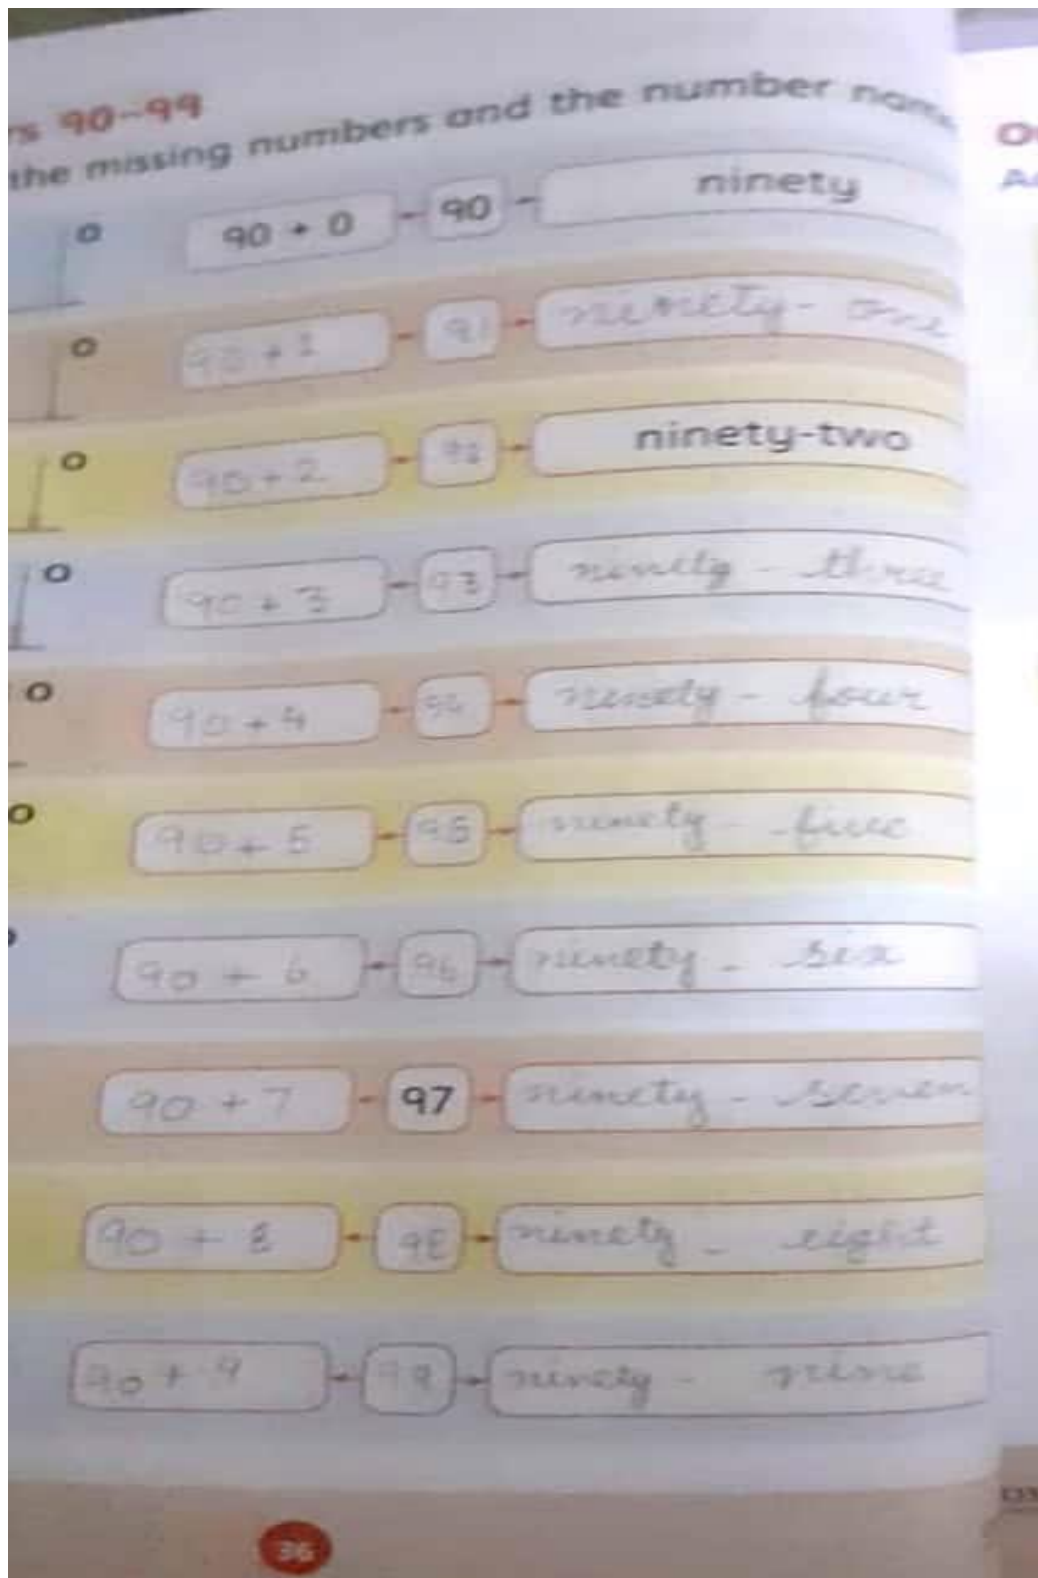 rs 90-99
the missing numbers and the number nam
O 90 + 0 90 ninety
O 90 + 1 91 ninety - one
O 90 + 2 92 ninety-two
O 90 + 3 93 ninety - three
O 90 + 4 94 ninety - four
O 90 + 5 95 ninety - five
90 + 6 96 ninety - six
90 + 7 97 ninety - seven
90 + 8 98 ninety - eight
90 + 9 99 ninety - nine
36